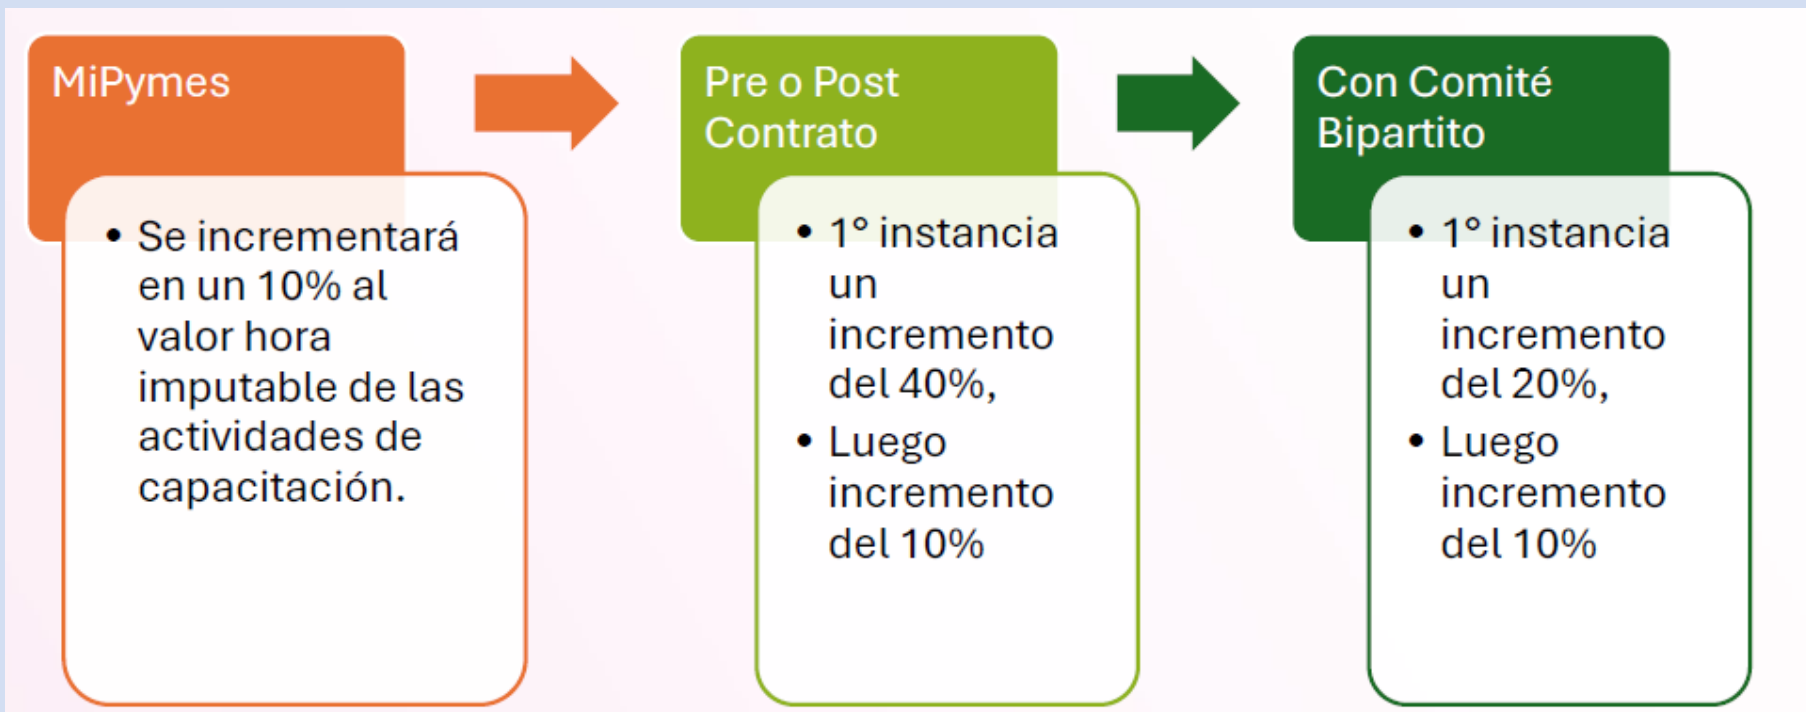 MiPymes
• Se incrementará
en un 10% al
valor hora
imputable de las
actividades de
capacitación.
Pre o Post
Contrato
• 1° instancia
un
incremento
del 40%,
• Luego
incremento
del 10%
Con Comité
Bipartito
• 1° instancia
un
incremento
del 20%,
• Luego
incremento
del 10%